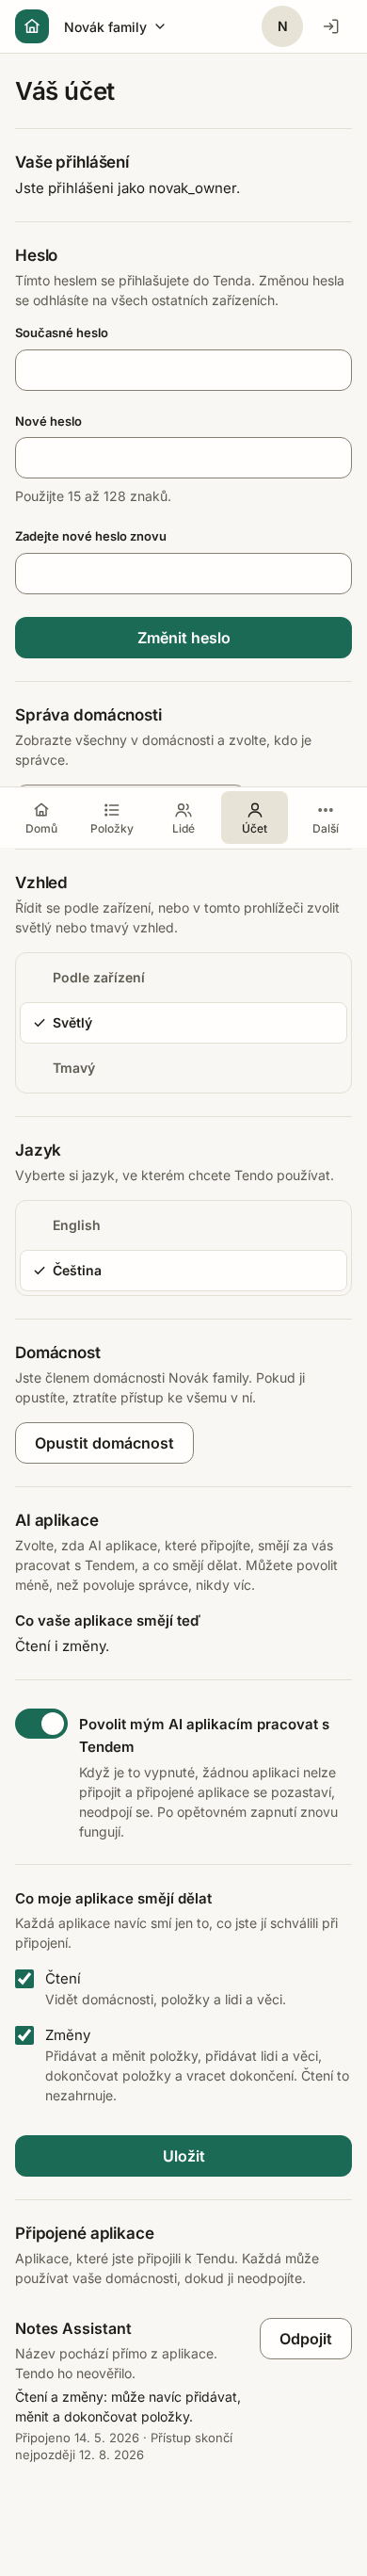 Novák family
N
Váš účet
Vaše přihlášení
Jste přihlášeni jako novak_owner.
Heslo
Tímto heslem se přihlašujete do Tenda. Změnou hesla
se odhlásíte na všech ostatních zařízeních.
Současné heslo
Nové heslo
Použijte 15 až 128 znaků.
Zadejte nové heslo znovu
Změnit heslo
Správa domácnosti
Zobrazte všechny v domácnosti a zvolte, kdo je
správce.
Domů
Položky
Lidé
Účet
Další
Vzhled
Řídit se podle zařízení, nebo v tomto prohlížeči zvolit
světlý nebo tmavý vzhled.
Podle zařízení
Světlý
Tmavý
Jazyk
Vyberte si jazyk, ve kterém chcete Tendo používat.
English
Čeština
Domácnost
Jste členem domácnosti Novák family. Pokud ji
opustíte, ztratíte přístup ke všemu v ní.
Opustit domácnost
AI aplikace
Zvolte, zda AI aplikace, které připojíte, smějí za vás
pracovat s Tendem, a co smějí dělat. Můžete povolit
méně, než povoluje správce, nikdy víc.
Co vaše aplikace smějí teď
Čtení i změny.
Povolit mým AI aplikacím pracovat s
Tendem
Když je to vypnuté, žádnou aplikaci nelze
připojit a připojené aplikace se pozastaví,
neodpojí se. Po opětovném zapnutí znovu
fungují.
Co moje aplikace smějí dělat
Každá aplikace navíc smí jen to, co jste jí schválili při
připojení.
Čtení
Vidět domácnosti, položky a lidi a věci.
Změny
Přidávat a měnit položky, přidávat lidi a věci,
dokončovat položky a vracet dokončení. Čtení to
nezahrnuje.
Uložit
Připojené aplikace
Aplikace, které jste připojili k Tendu. Každá může
používat vaše domácnosti, dokud ji neodpojíte.
Notes Assistant
Odpojit
Název pochází přímo z aplikace.
Tendo ho neověřilo.
Čtení a změny: může navíc přidávat,
měnit a dokončovat položky.
Připojeno 14. 5. 2026 · Přístup skončí
nejpozději 12. 8. 2026